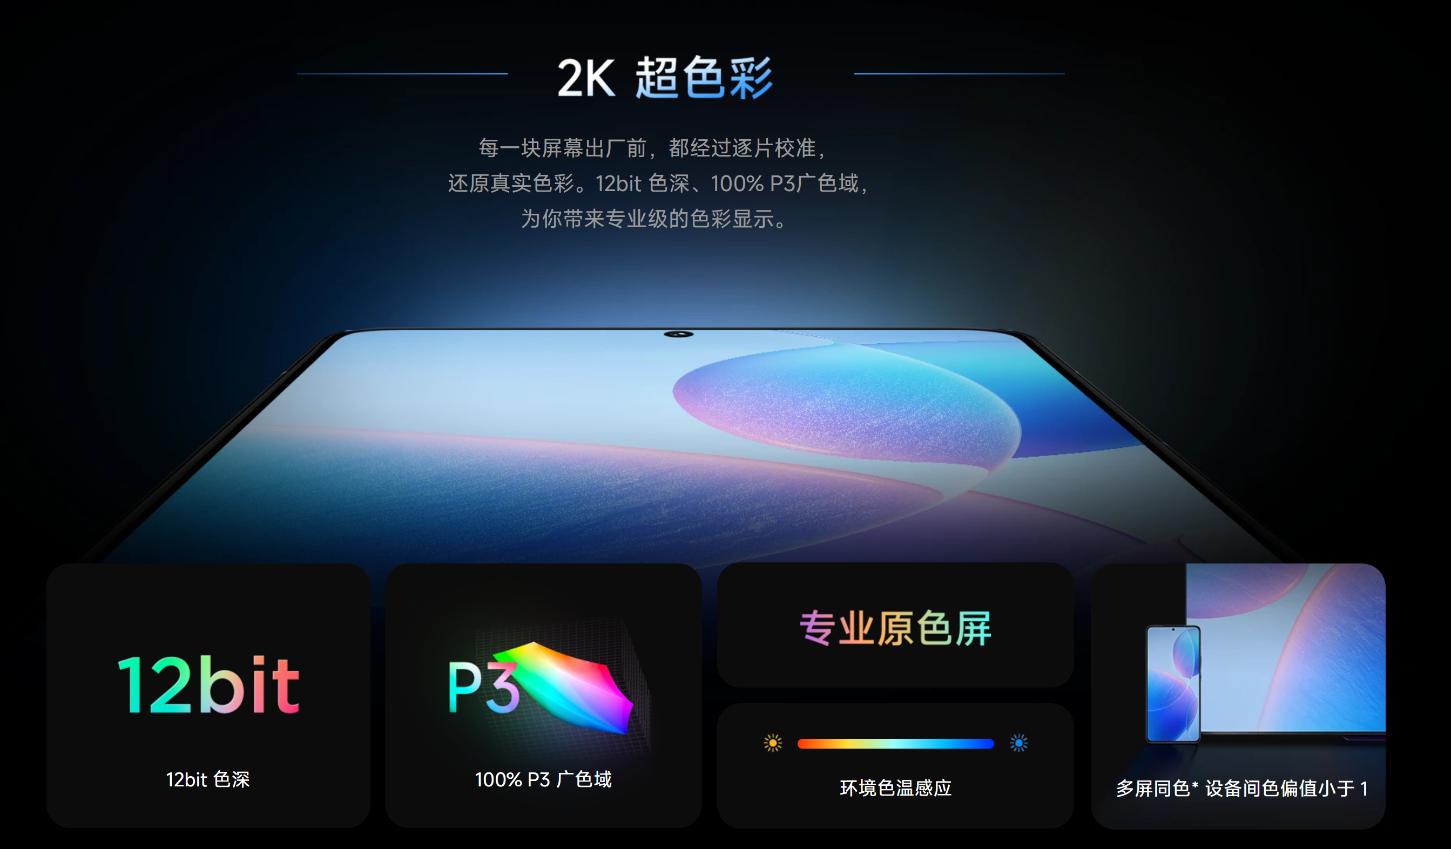 2K 超色彩
每一块屏幕出厂前，都经过逐片校准，
还原真实色彩。12bit 色深、100% P3广色域，
为你带来专业级的色彩显示。
12bit
12bit 色深
P3
100% P3 广色域
专业原色屏
环境色温感应
多屏同色* 设备间色偏值小于 1